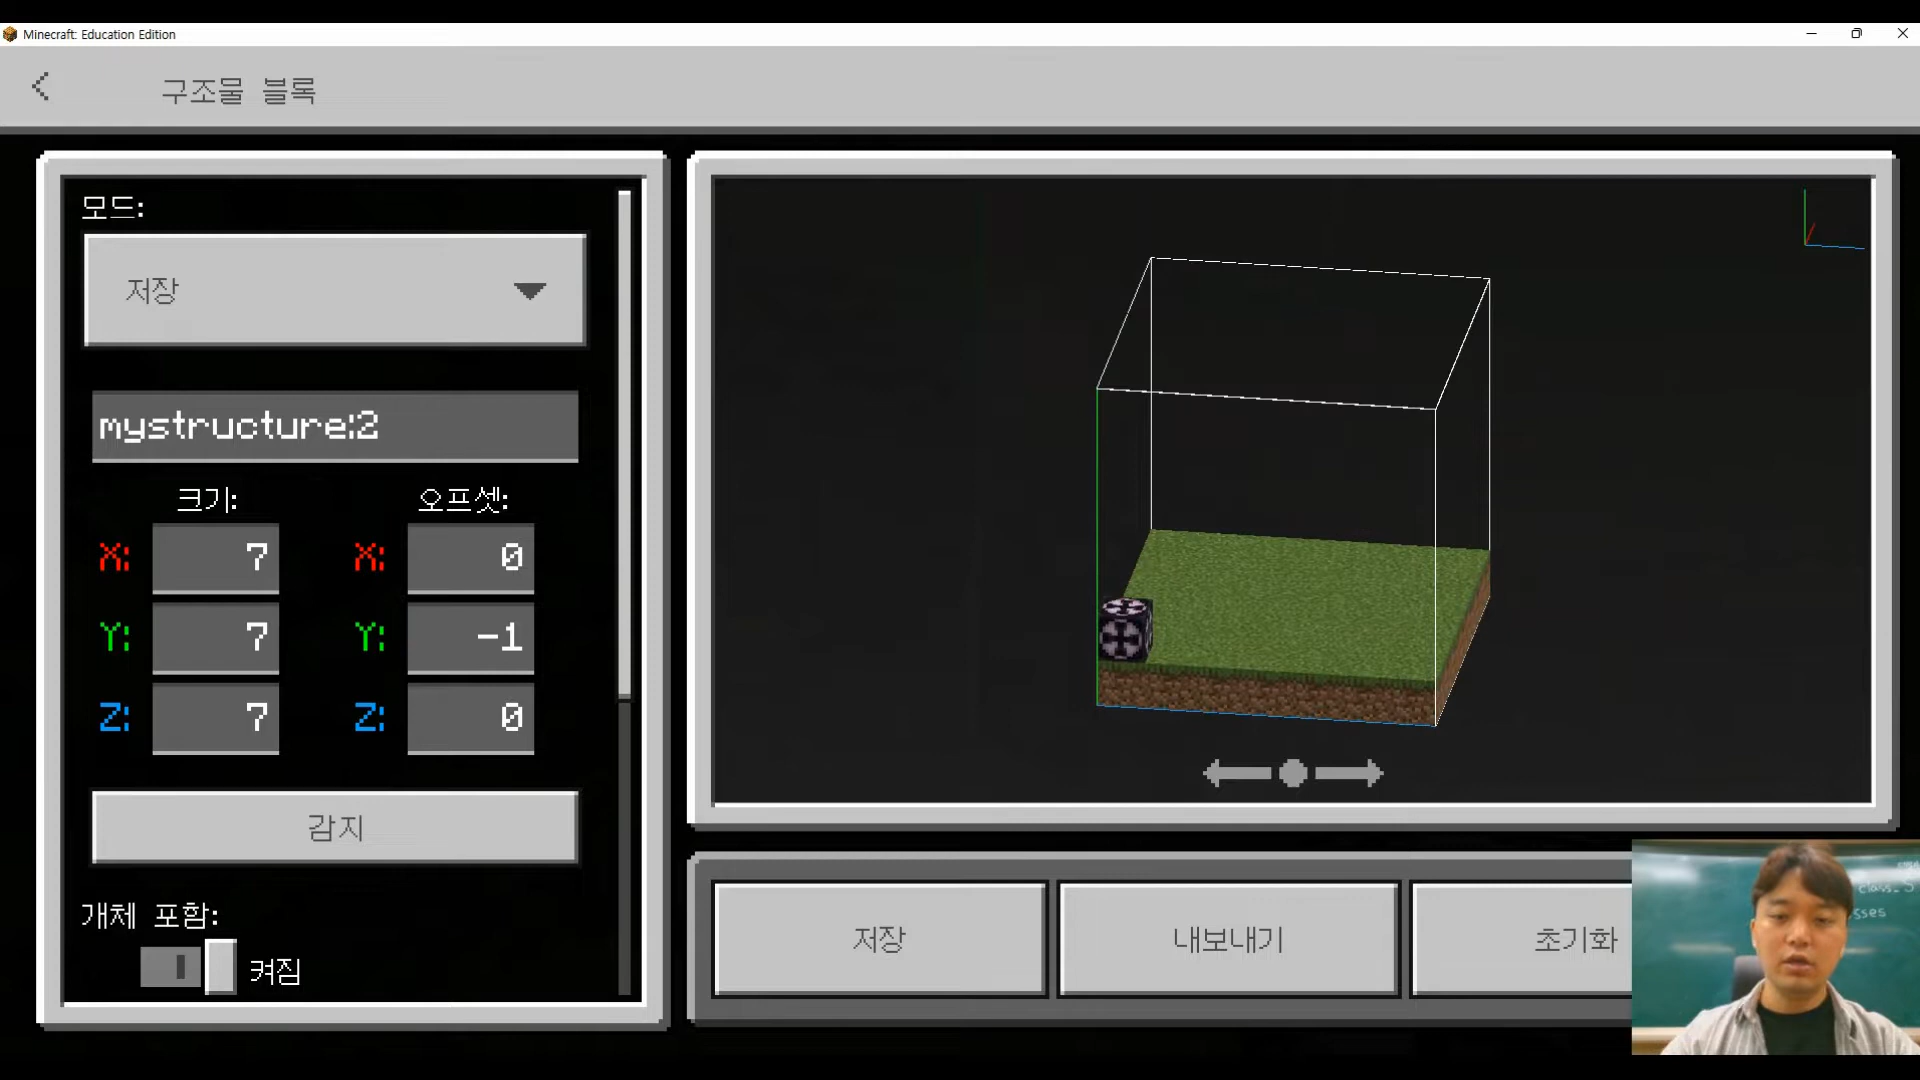 Minecraft: Education Edition
구조물 블록
모드:
저장
mystructure:2
크기:
오프셋:
X: 7 X: 0
Y: 7 Y: -1
Z: 7 Z: 0
감지
개체 포함:
켜짐
저장
내보내기
초기화